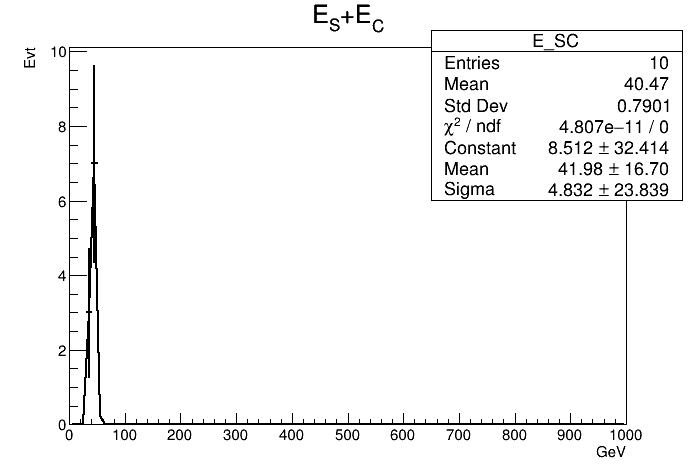 E_S+E_C
E_SC
Entries 10
Mean 40.47
Std Dev 0.7901
χ² / ndf 4.807e−11 / 0
Constant 8.512 ± 32.414
Mean 41.98 ± 16.70
Sigma 4.832 ± 23.839
Evt
10
8
6
4
2
0
0 100 200 300 400 500 600 700 800 900 1000
GeV